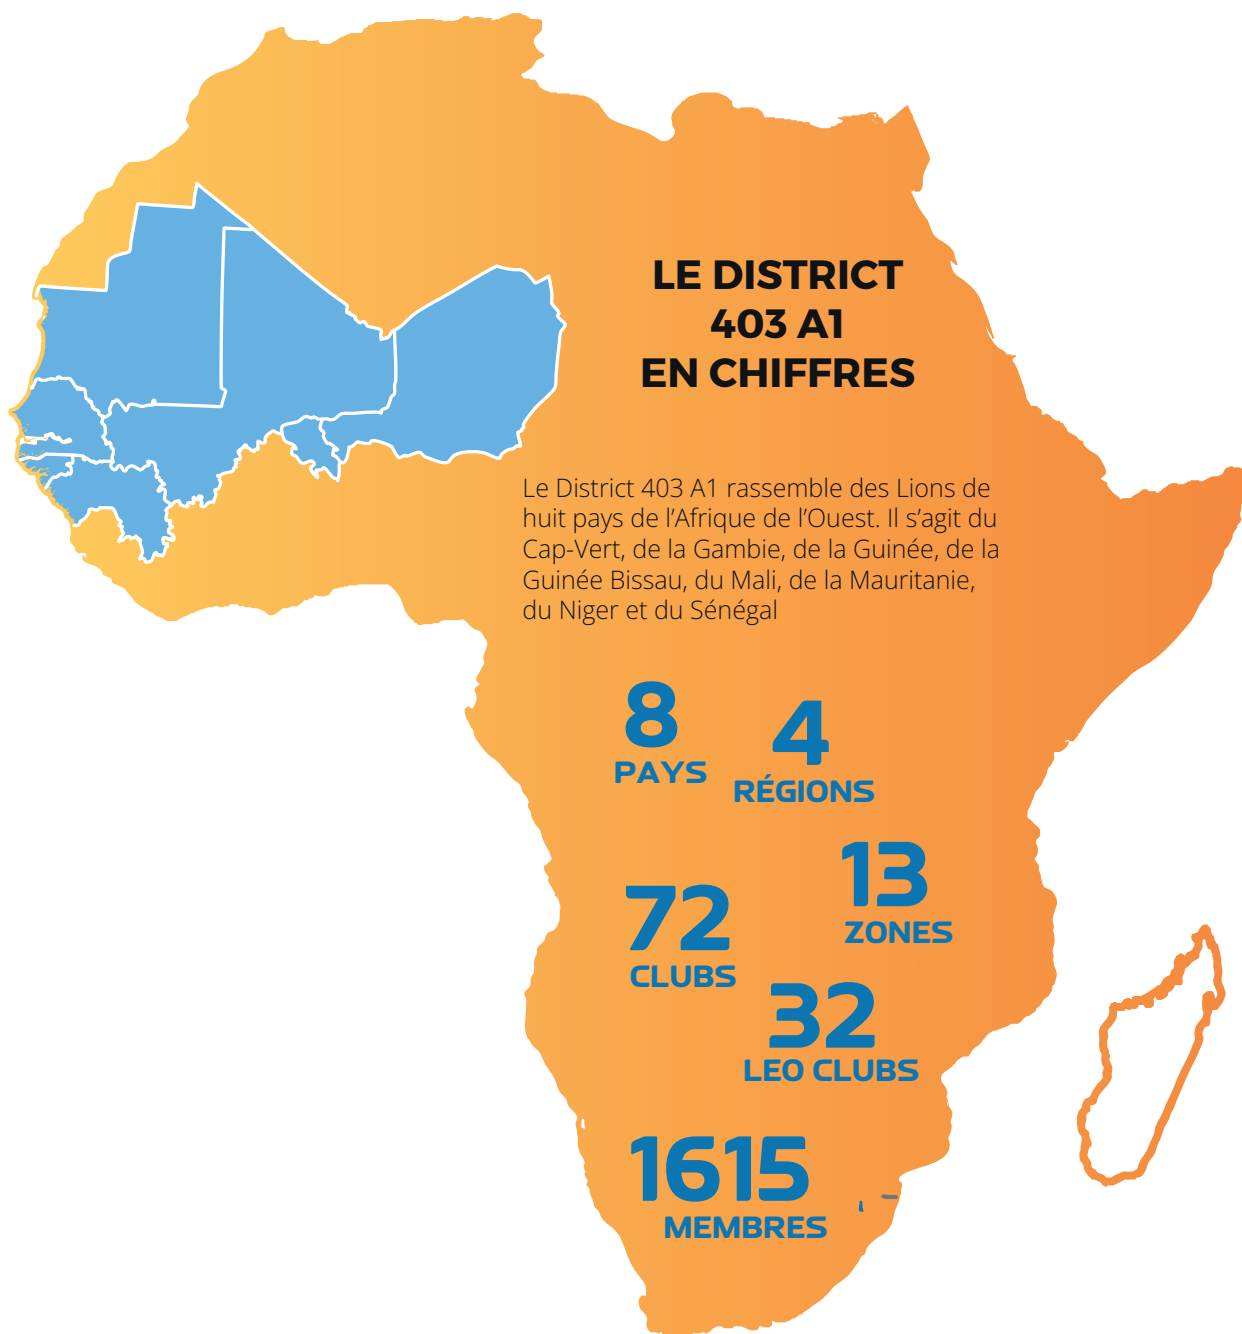 LE DISTRICT
403 A1
EN CHIFFRES
Le District 403 A1 rassemble des Lions de
huit pays de l’Afrique de l’Ouest. Il s’agit du
Cap-Vert, de la Gambie, de la Guinée, de la
Guinée Bissau, du Mali, de la Mauritanie,
du Niger et du Sénégal
8
PAYS
4
RÉGIONS
13
ZONES
72
CLUBS
32
LEO CLUBS
1615
MEMBRES